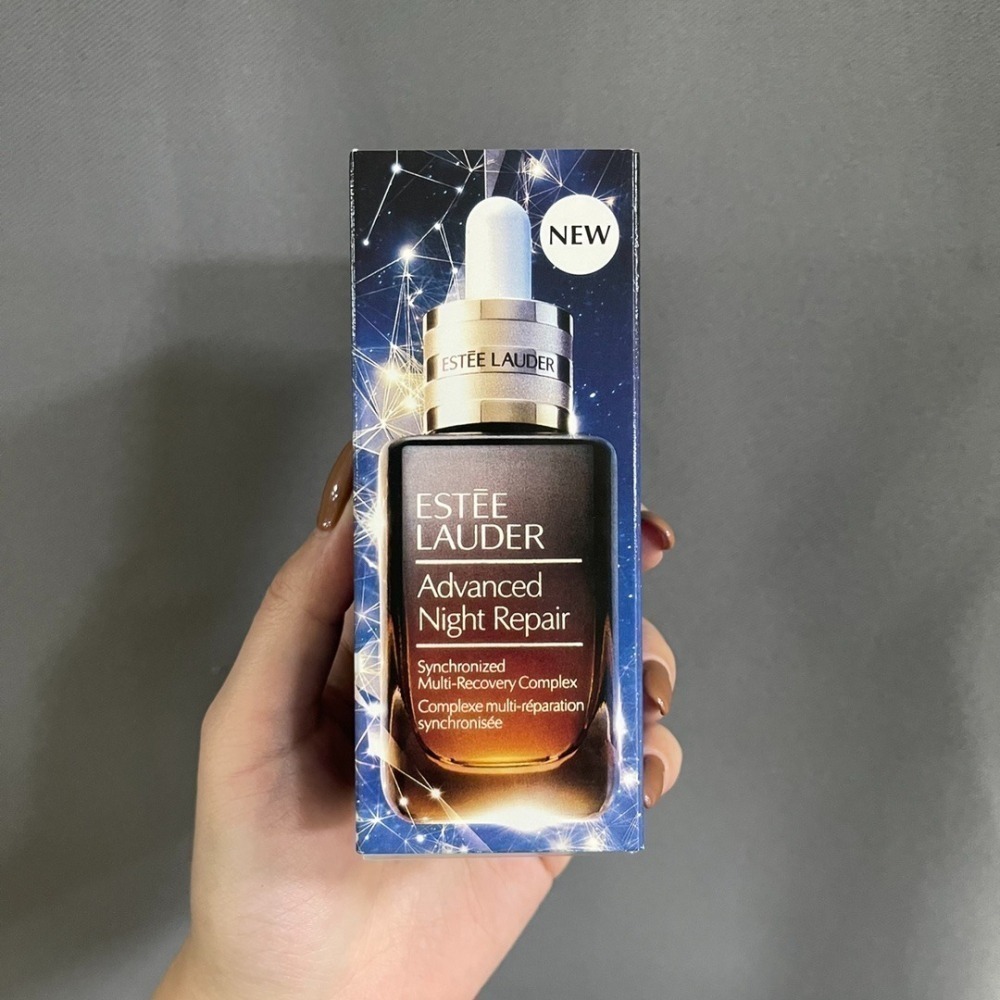 NEW
ESTĒE LAUDER
ESTĒE
LAUDER
Advanced
Night Repair
Synchronized
Multi-Recovery Complex
Complexe multi-réparation
synchronisée